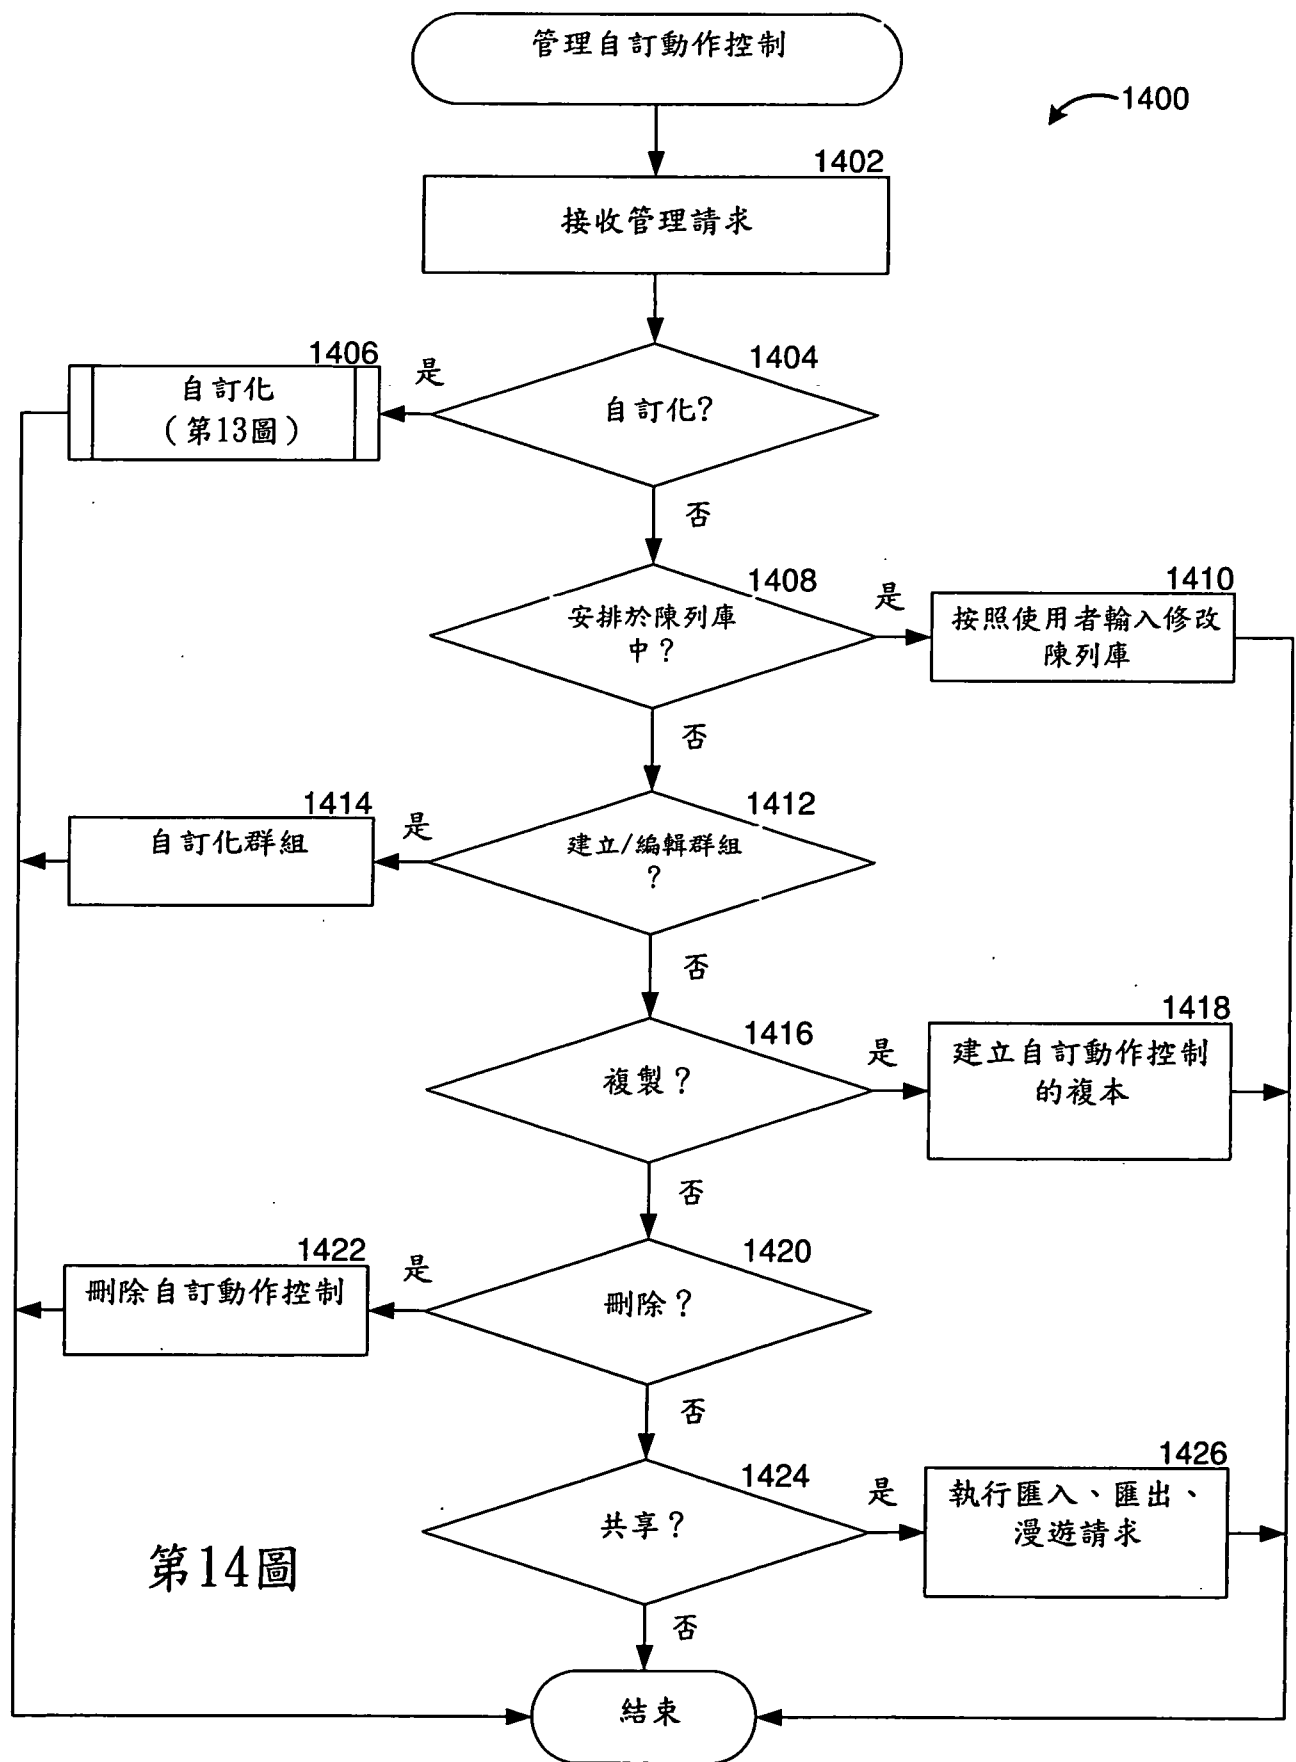 管理自訂動作控制
1400
1402
接收管理請求
1404
自訂化?
是
1406
自訂化
(第13圖)
否
1408
安排於陳列庫
中?
是
1410
按照使用者輸入修改
陳列庫
否
1412
建立/編輯群組
?
是
1414
自訂化群組
否
1416
複製?
是
1418
建立自訂動作控制
的複本
否
1420
刪除?
是
1422
刪除自訂動作控制
否
1424
共享?
是
1426
執行匯入、匯出、
漫遊請求
否
結束
第14圖